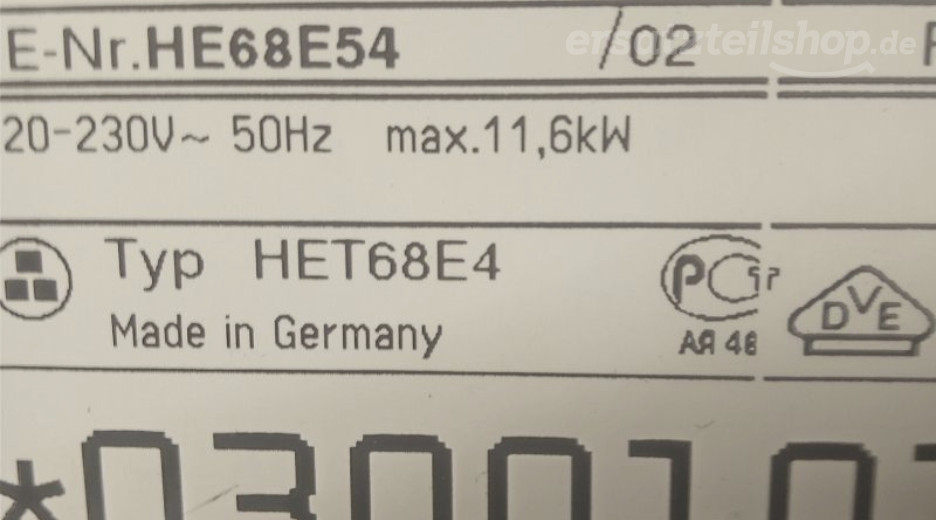 E-Nr.HE68E54 /02
ersatzteilshop.de
20-230V~ 50Hz max.11,6kW
Typ HET68E4
Made in Germany
АЯ 46
DVE